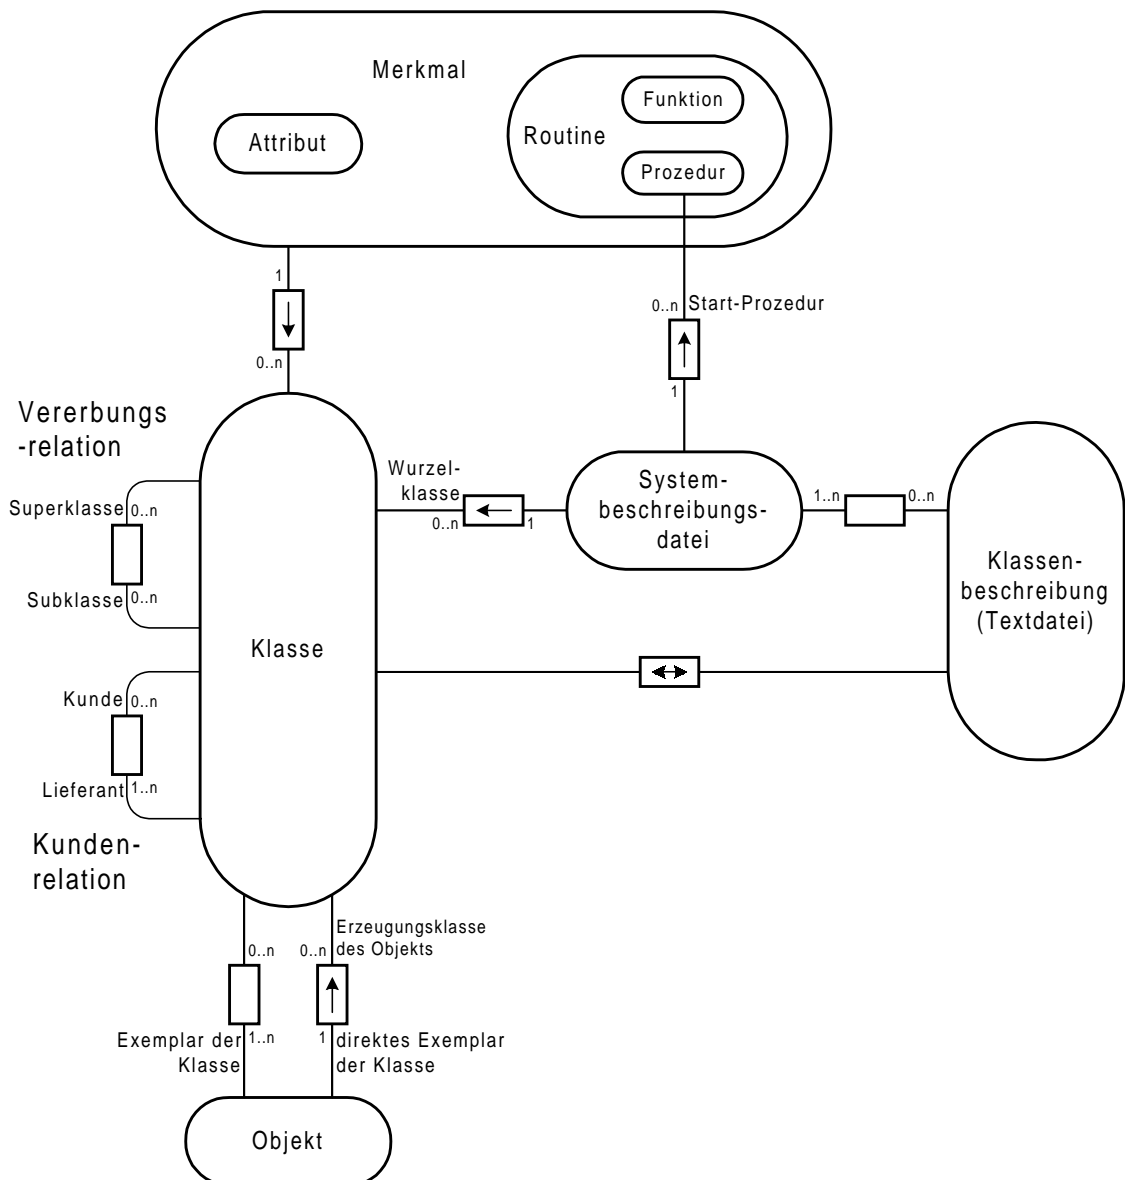 Merkmal
Funktion
Attribut
Routine
Prozedur
1
0..n
0..n
Start-Prozedur
1
Vererbungs
-relation
Superklasse
0..n
Subklasse
0..n
Wurzel-
klasse
0..n
1
System-
beschreibungs-
datei
1..n
0..n
Klassen-
beschreibung
(Textdatei)
Klasse
Kunde
0..n
Lieferant
1..n
Kunden-
relation
0..n
Erzeugungsklasse
0..n
des Objekts
Exemplar der
Klasse
1..n
1
direktes Exemplar
der Klasse
Objekt